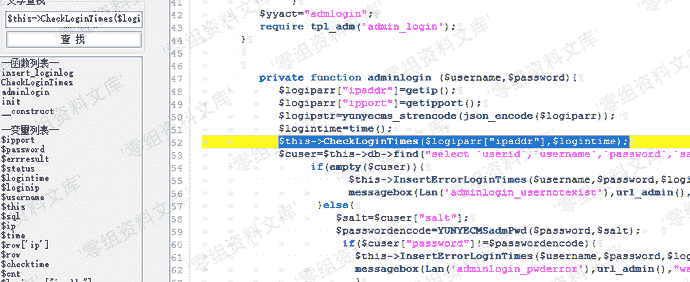 文字查找
$this->CheckLoginTimes($logi
查 找
一函数列表一
insert_loginlog
CheckLoginTimes
adminlogin
init
__construct
一变量列表一
$ipport
$password
$errresult
$status
$logintime
$loginip
$username
$this
$sql
$ip
$time
$row['ip']
$row
$checktime
$cnt
41 }
42 $yyact="admlogin";
43 require tpl_adm('admin_login');
44 }
45
46
47 private function adminlogin ($username,$password){
48 $logiparr["ipaddr"]=getip();
49 $logiparr["ipport"]=getipport();
50 $logipstr=yunyecms_strencode(json_encode($logiparr));
51 $logintime=time();
52 $this->CheckLoginTimes($logiparr["ipaddr"],$logintime);
53 $cuser=$this->db->find("select `userid`,`username`,`password`,`sa
54 if(empty($cuser)){
55 $this->InsertErrorLoginTimes($username,$password,$logi
56 messagebox(Lan('adminlogin_usernotexist'),url_admin(),
57 }else{
58 $salt=$cuser["salt"];
59 $passwordencode=YUNYECMSadmPwd($password,$salt);
60 if($cuser["password"]!=$passwordencode){
61 $this->InsertErrorLoginTimes($username,$password,$lo
62 messagebox(Lan('adminlogin_pwderror'),url_admin(),"wa
63 }
'零组资料文库'